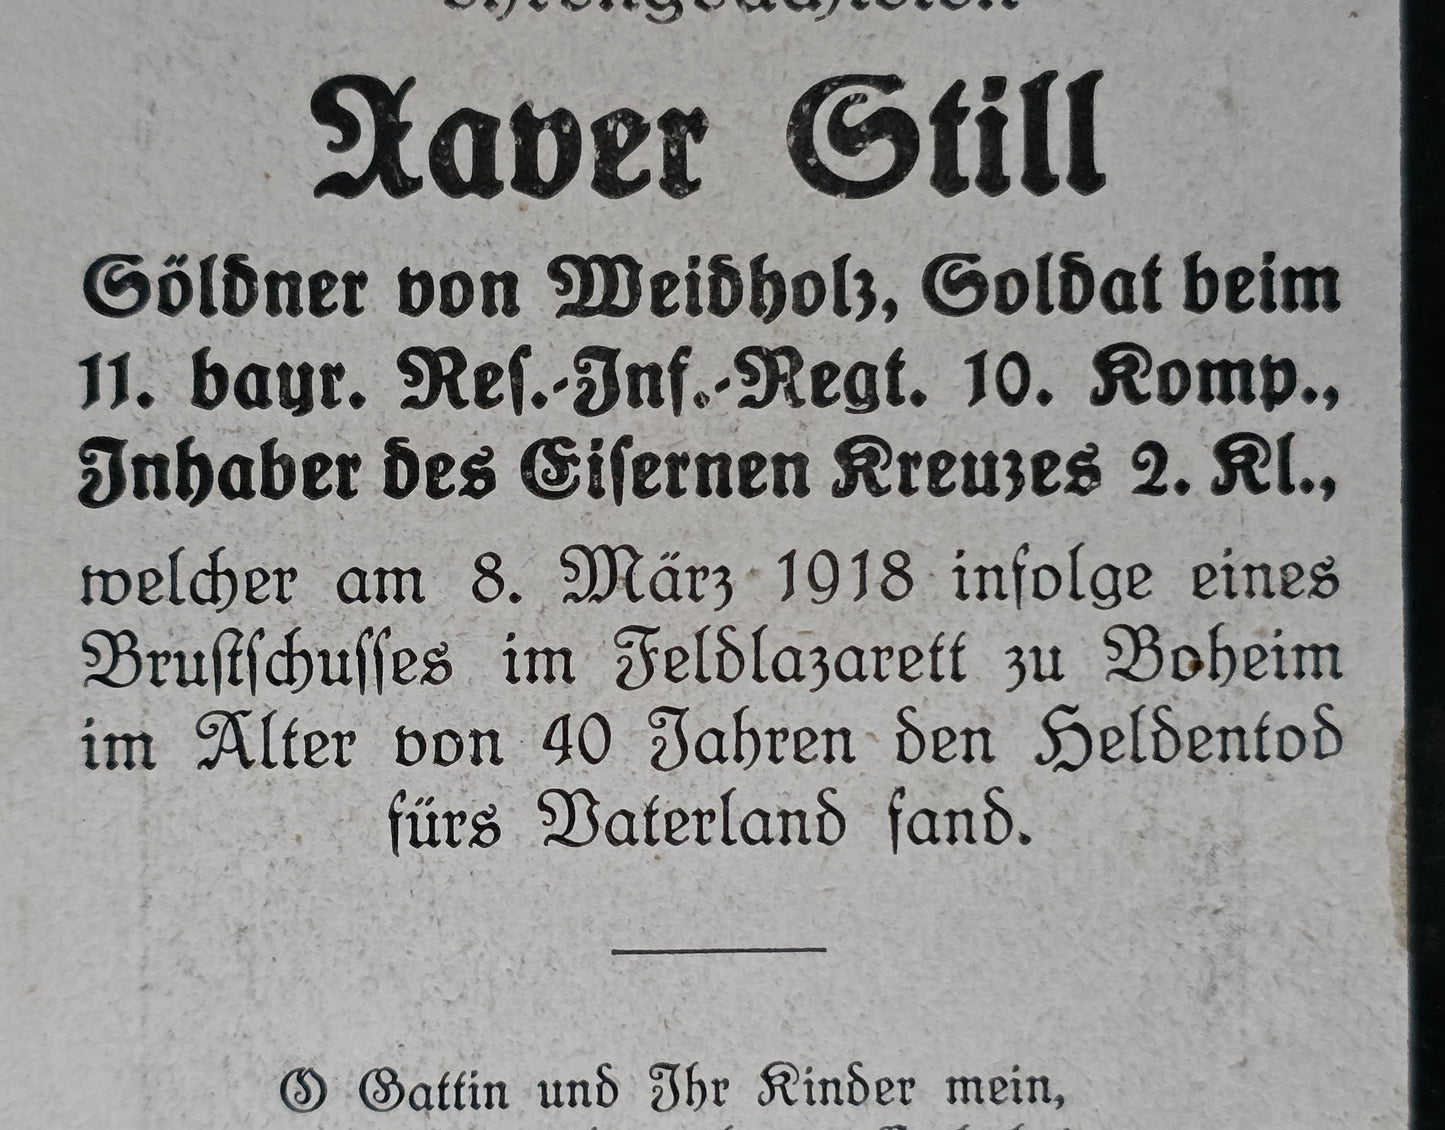 Xaver Still
Söldner von Weidholz, Soldat beim
11. bayr. Res.-Inf.-Regt. 10. Komp.,
Inhaber des Eisernen Kreuzes 2. Kl.,
welcher am 8. März 1918 infolge eines
Brustschusses im Feldlazarett zu Boheim
im Alter von 40 Jahren den Heldentod
fürs Vaterland fand.
O Gattin und Ihr Kinder mein,